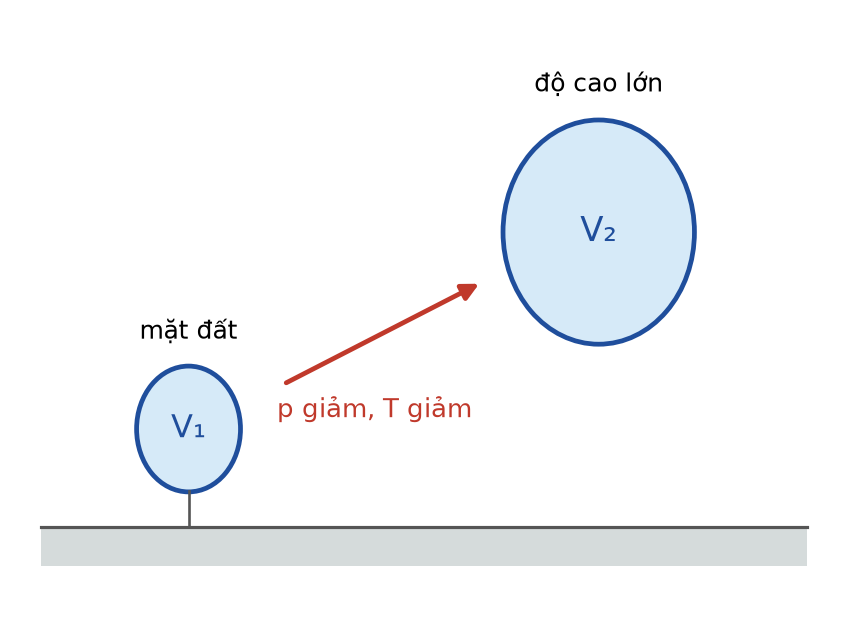 độ cao lớn
V₂
mặt đất
p giảm, T giảm
V₁